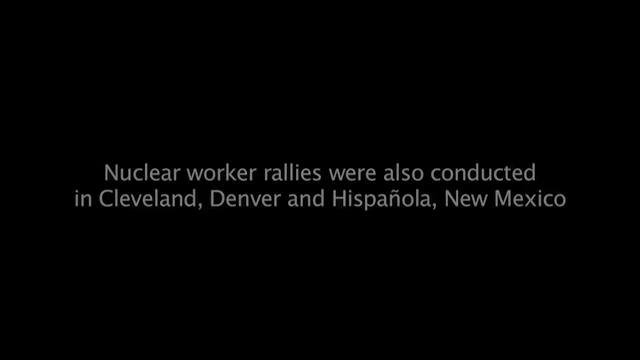 Nuclear worker rallies were also conducted
in Cleveland, Denver and Hispañola, New Mexico